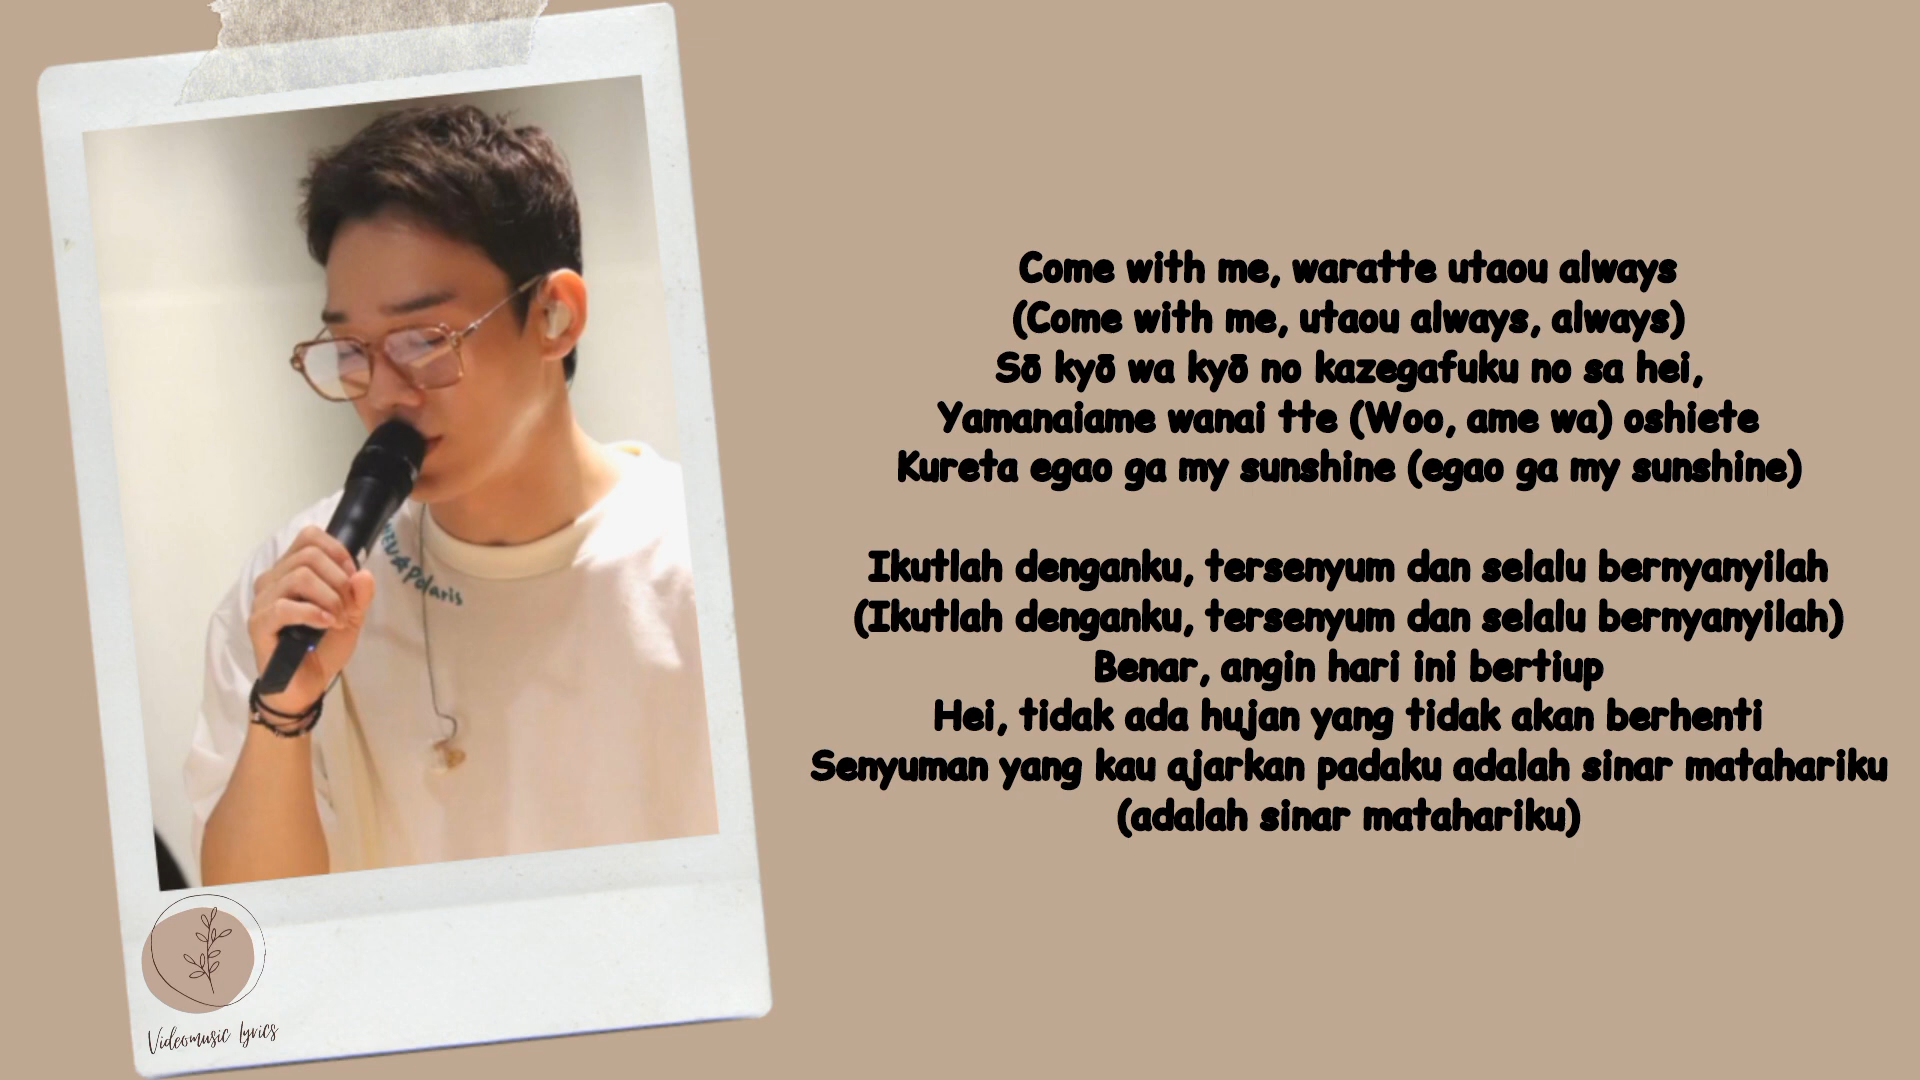 Come with me, waratte utaou always
(Come with me, utaou always, always)
Sō kyō wa kyō no kazegafuku no sa hei,
Yamanaiame wanai tte (Woo, ame wa) oshiete
Kureta egao ga my sunshine (egao ga my sunshine)
Ikutlah denganku, tersenyum dan selalu bernyanyilah
(Ikutlah denganku, tersenyum dan selalu bernyanyilah)
Benar, angin hari ini bertiup
Hei, tidak ada hujan yang tidak akan berhenti
Senyuman yang kau ajarkan padaku adalah sinar matahariku
(adalah sinar matahariku)
Polaris
Videomusic lyrics